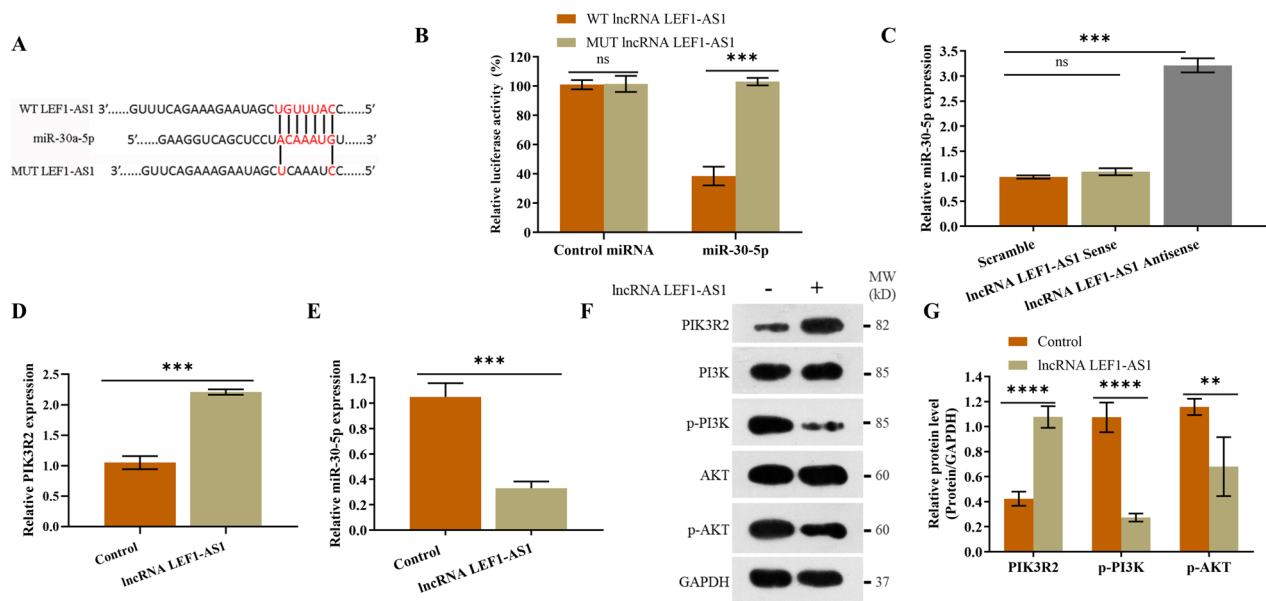 A
WT LEF1-AS1 3’......GUUUCAGAAAGAAUAGCUGUUUACC......5’
miR-30a-5p 5’......GAAGGUCAGCUCCUACAAAUGU......3’
MUT LEF1-AS1 3’......GUUUCAGAAAGAAUAGCUCAAAUCC......5’
B
WT lncRNA LEF1-AS1
MUT lncRNA LEF1-AS1
Relative luciferase activity (%)
120
100
80
60
40
20
0
ns
***
Control miRNA
miR-30-5p
C
Relative miR-30-5p expression
3.5
3.0
2.5
2.0
1.5
1.0
0.5
0.0
***
ns
Scramble
lncRNA LEF1-AS1 Sense
lncRNA LEF1-AS1 Antisense
D
Relative PIK3R2 expression
2.5
2.0
1.5
1.0
0.5
0.0
***
Control
lncRNA LEF1-AS1
E
Relative miR-30-5p expression
1.2
1.0
0.8
0.6
0.4
0.2
0.0
***
Control
lncRNA LEF1-AS1
F
lncRNA LEF1-AS1 - +
MW
(kD)
PIK3R2 82
PI3K 85
p-PI3K 85
AKT 60
p-AKT 60
GAPDH 37
G
Control
lncRNA LEF1-AS1
Relative protein level
(Protein/GAPDH)
1.4
1.2
1.0
0.8
0.6
0.4
0.2
0.0
****
****
**
PIK3R2
p-PI3K
p-AKT